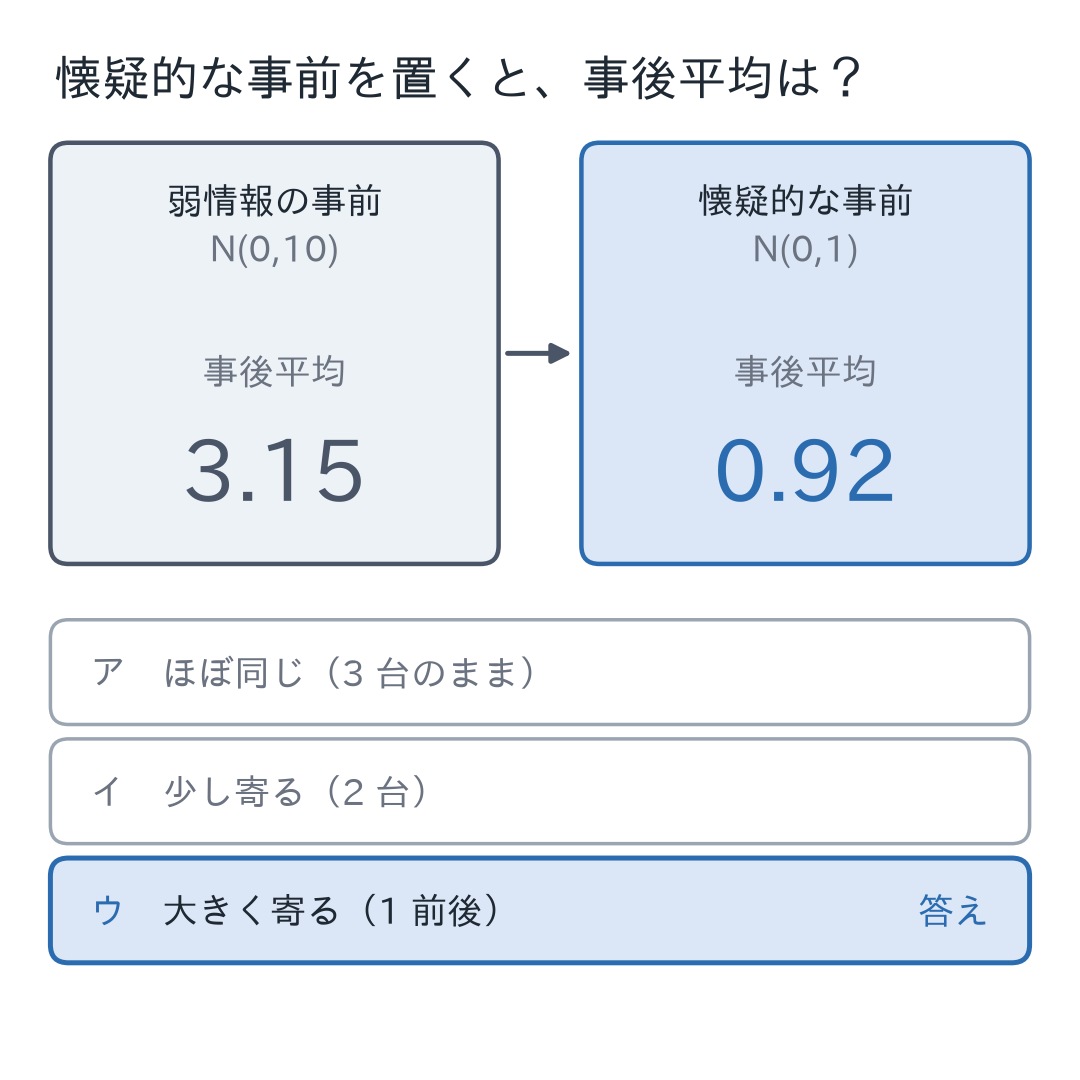 懐疑的な事前を置くと、事後平均は？
弱情報の事前
N(0,10)
事後平均
3.15
懐疑的な事前
N(0,1)
事後平均
0.92
ア　ほぼ同じ（3 台のまま）
イ　少し寄る（2 台）
ウ　大きく寄る（1 前後）　答え